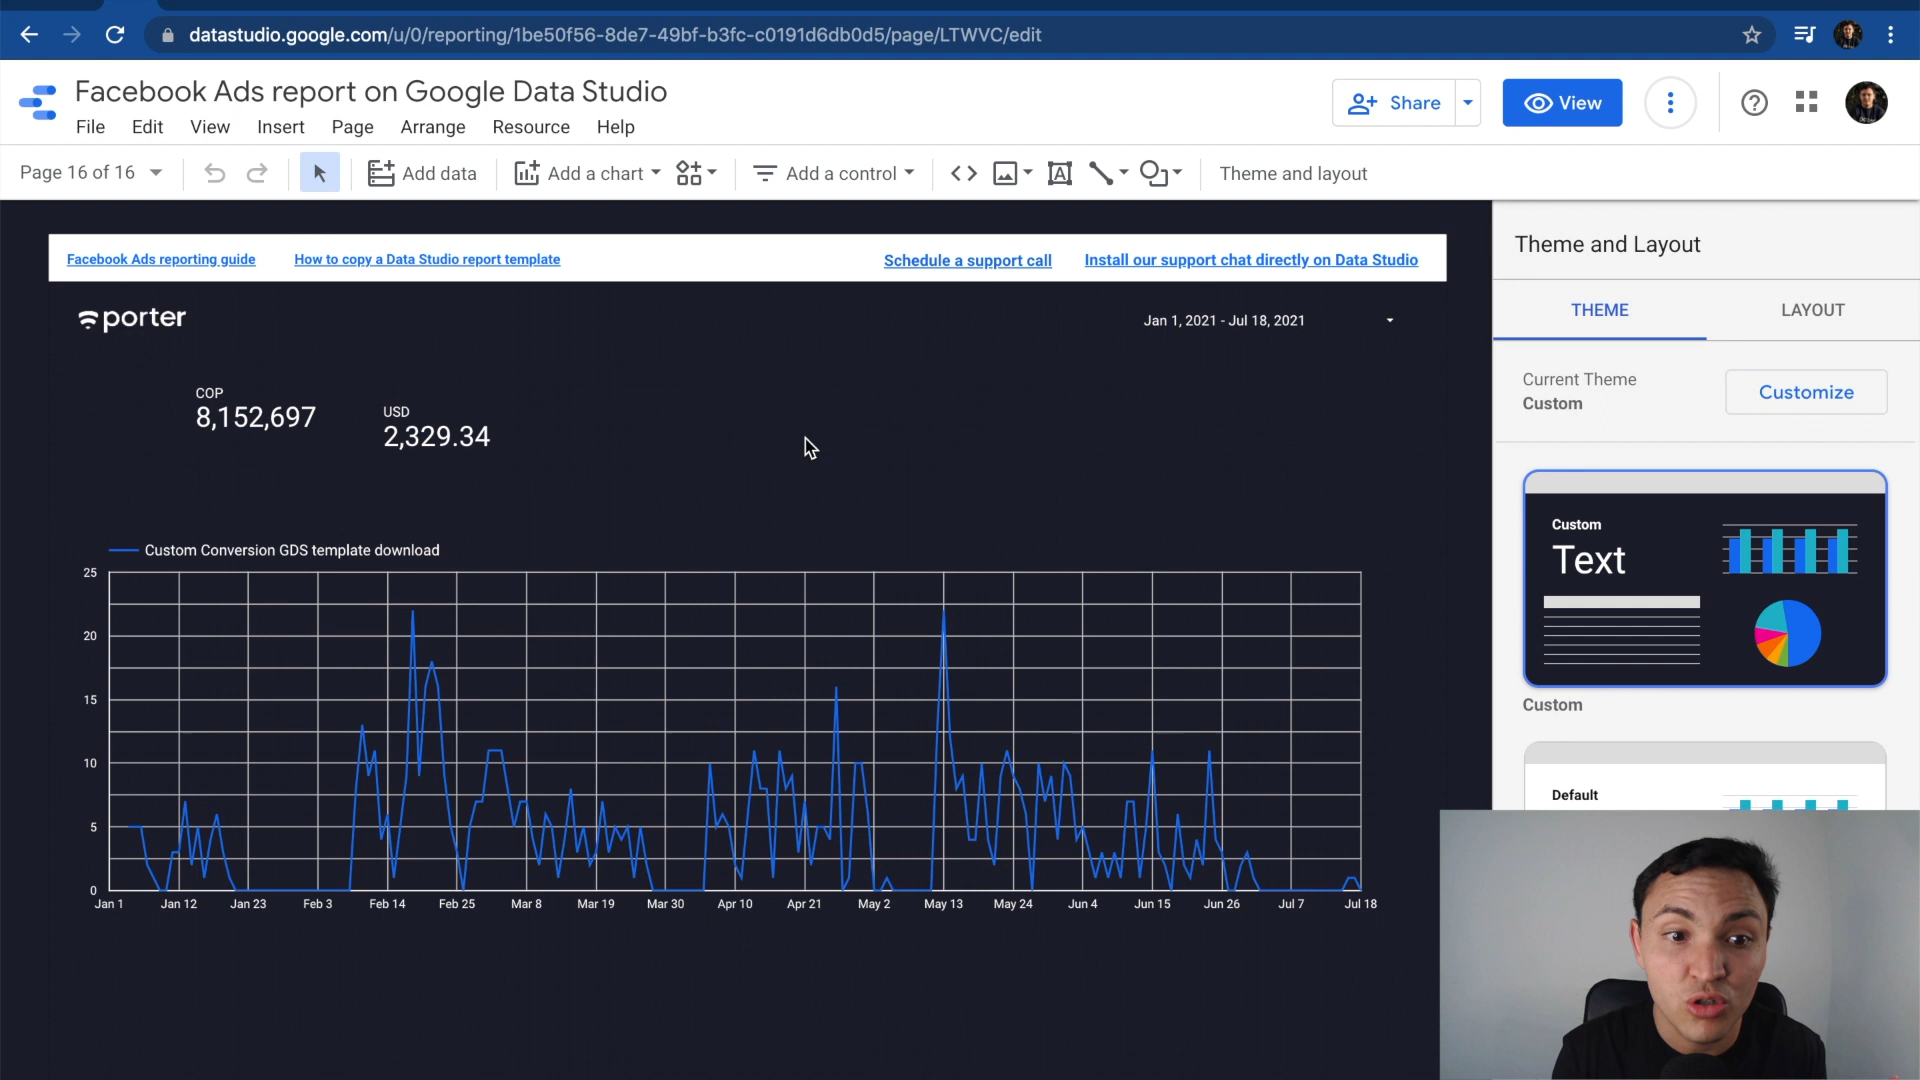 datastudio.google.com/u/0/reporting/1be50f56-8de7-49bf-b3fc-c0191d6db0d5/page/LTWVC/edit
Facebook Ads report on Google Data Studio
File Edit View Insert Page Arrange Resource Help
Share
View
Page 16 of 16
Add data
Add a chart
Add a control
Theme and layout
Facebook Ads reporting guide
How to copy a Data Studio report template
Schedule a support call
Install our support chat directly on Data Studio
porter
Jan 1, 2021 - Jul 18, 2021
COP
8,152,697
USD
2,329.34
Custom Conversion GDS template download
25
20
15
10
5
0
Jan 1 Jan 12 Jan 23 Feb 3 Feb 14 Feb 25 Mar 8 Mar 19 Mar 30 Apr 10 Apr 21 May 2 May 13 May 24 Jun 4 Jun 15 Jun 26 Jul 7 Jul 18
Theme and Layout
THEME LAYOUT
Current Theme
Custom
Customize
Custom
Text
Custom
Default